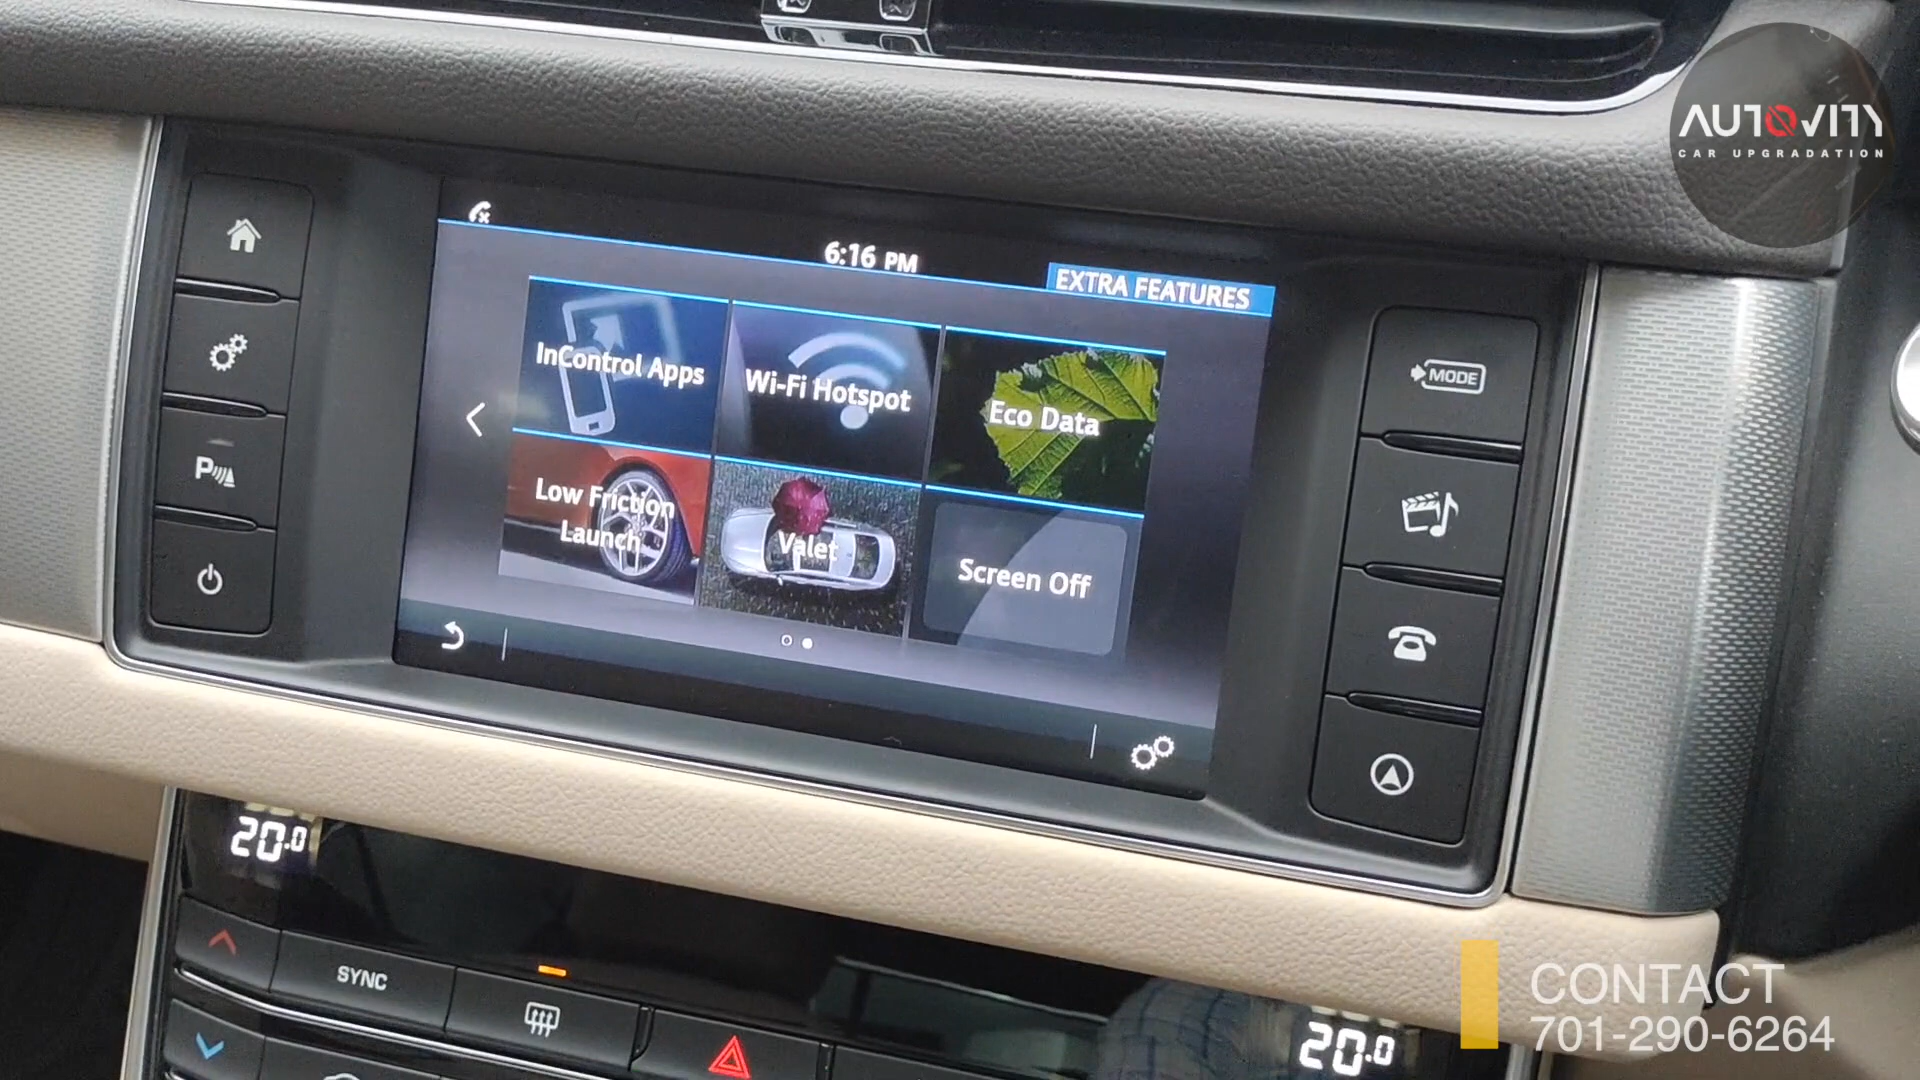 AUTOVITY
CAR UPGRADATION
6:16 PM
EXTRA FEATURES
InControl Apps
Wi-Fi Hotspot
Eco Data
Low Friction
Launch
Valet
Screen Off
MODE
P
20.0
SYNC
20.0
CONTACT
701-290-6264